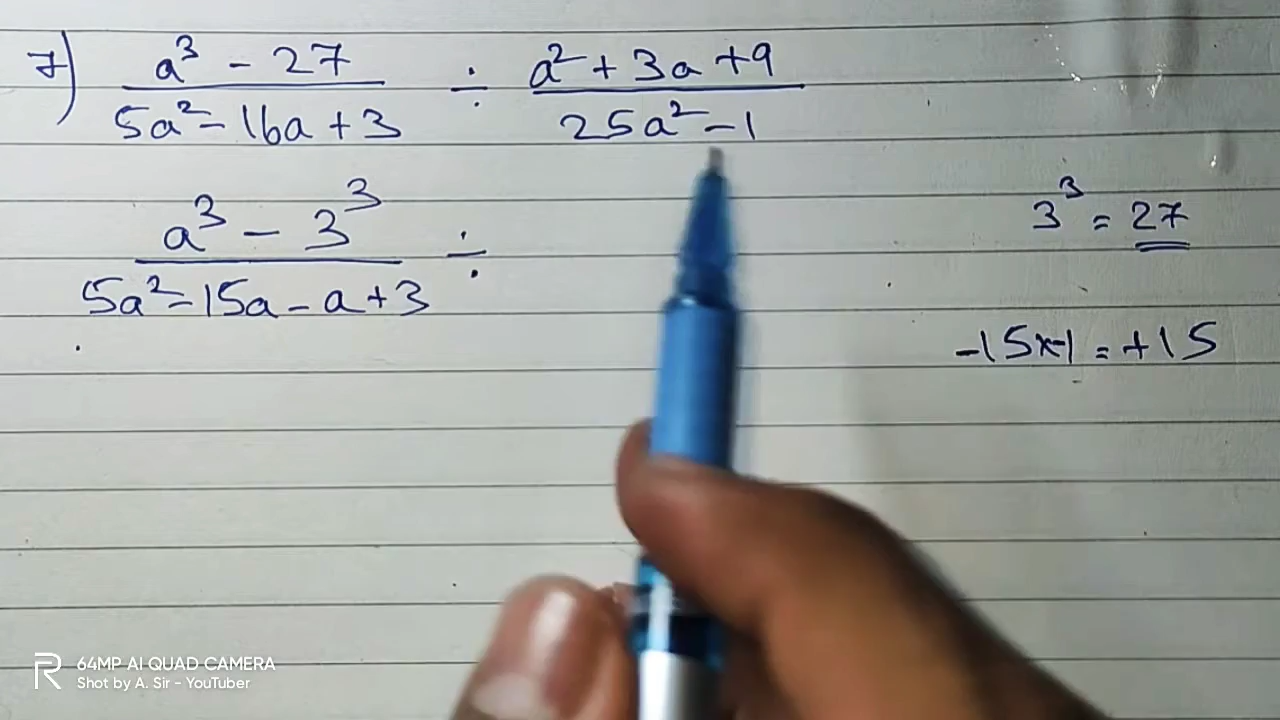 7) a³ - 27 / 5a² - 16a + 3 ÷ a² + 3a + 9 / 25a² - 1
a³ - 3³ / 5a² - 15a - a + 3 ÷
3³ = 27
-15x-1 = +15
64MP AI QUAD CAMERA
Shot by A. Sir - YouTuber